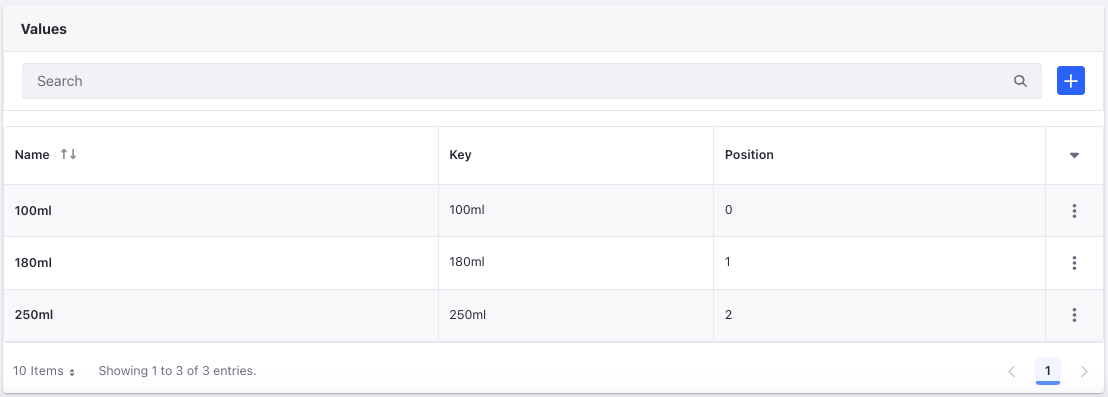 Values
Search
Name Key Position
100ml 100ml 0
180ml 180ml 1
250ml 250ml 2
10 Items Showing 1 to 3 of 3 entries. 1